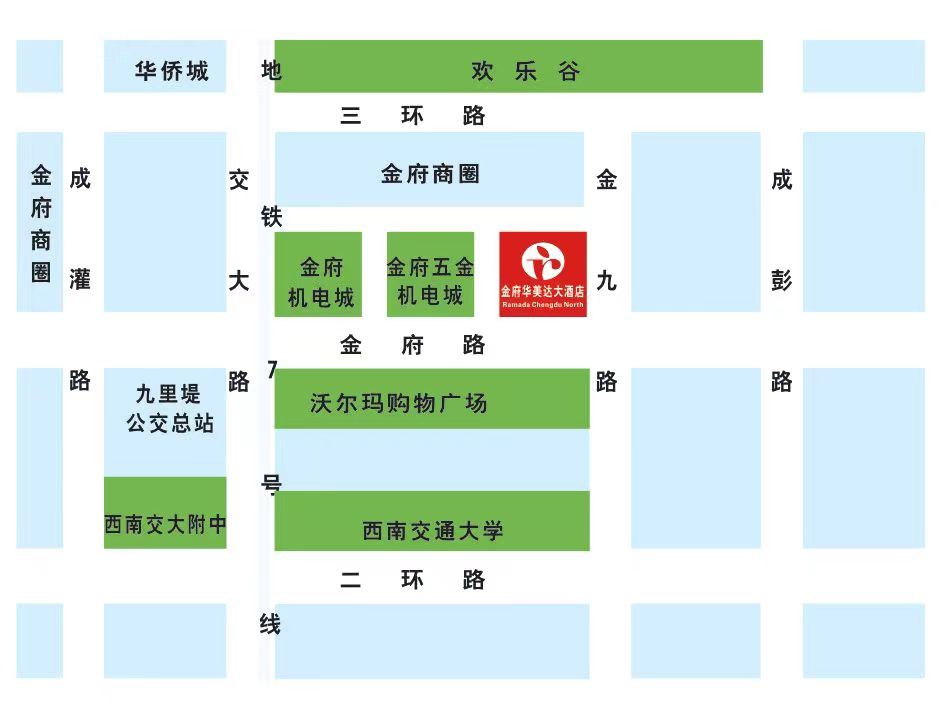 华侨城
欢乐谷
三环路
金府商圈
金府商圈
成灌路
交大路
地铁7号线
金九路
成彭路
金府
机电城
金府五金
机电城
金府华美达大酒店
Ramada Chengdu North
金府路
九里堤
公交总站
沃尔玛购物广场
西南交大附中
西南交通大学
二环路